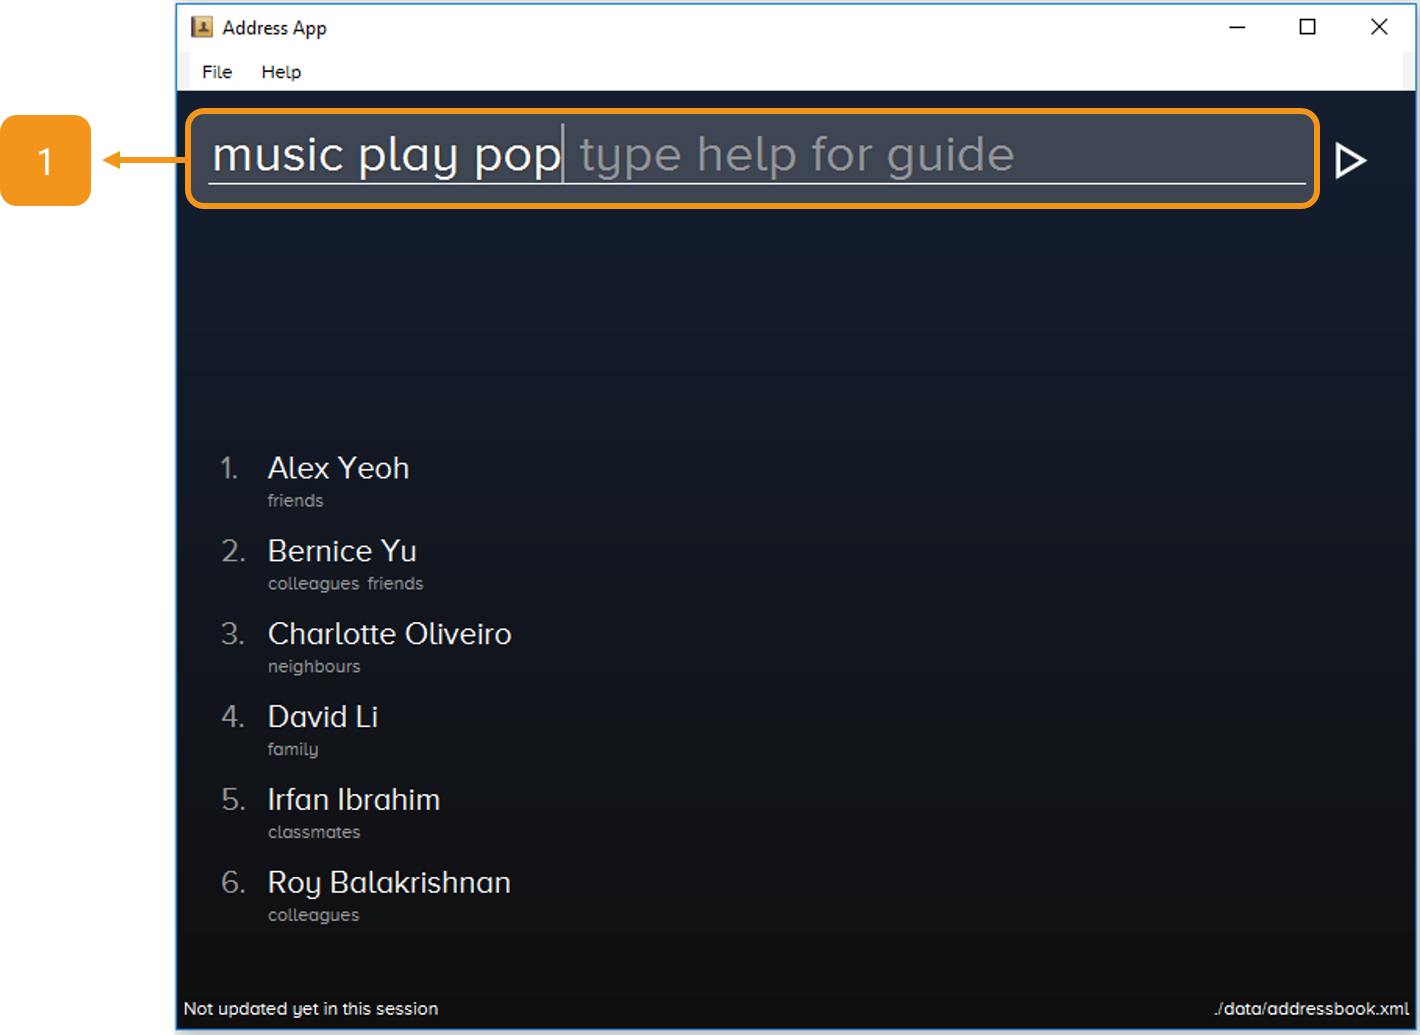 Address App
File Help
1
music play pop type help for guide
1. Alex Yeoh
friends
2. Bernice Yu
colleagues friends
3. Charlotte Oliveiro
neighbours
4. David Li
family
5. Irfan Ibrahim
classmates
6. Roy Balakrishnan
colleagues
Not updated yet in this session ./data/addressbook.xml